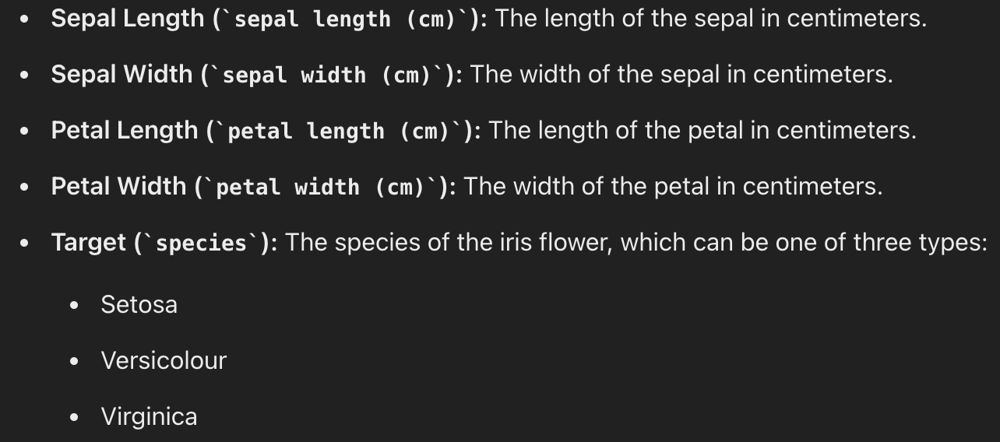 • Sepal Length (`sepal length (cm)`): The length of the sepal in centimeters.
• Sepal Width (`sepal width (cm)`): The width of the sepal in centimeters.
• Petal Length (`petal length (cm)`): The length of the petal in centimeters.
• Petal Width (`petal width (cm)`): The width of the petal in centimeters.
• Target (`species`): The species of the iris flower, which can be one of three types:
• Setosa
• Versicolour
• Virginica